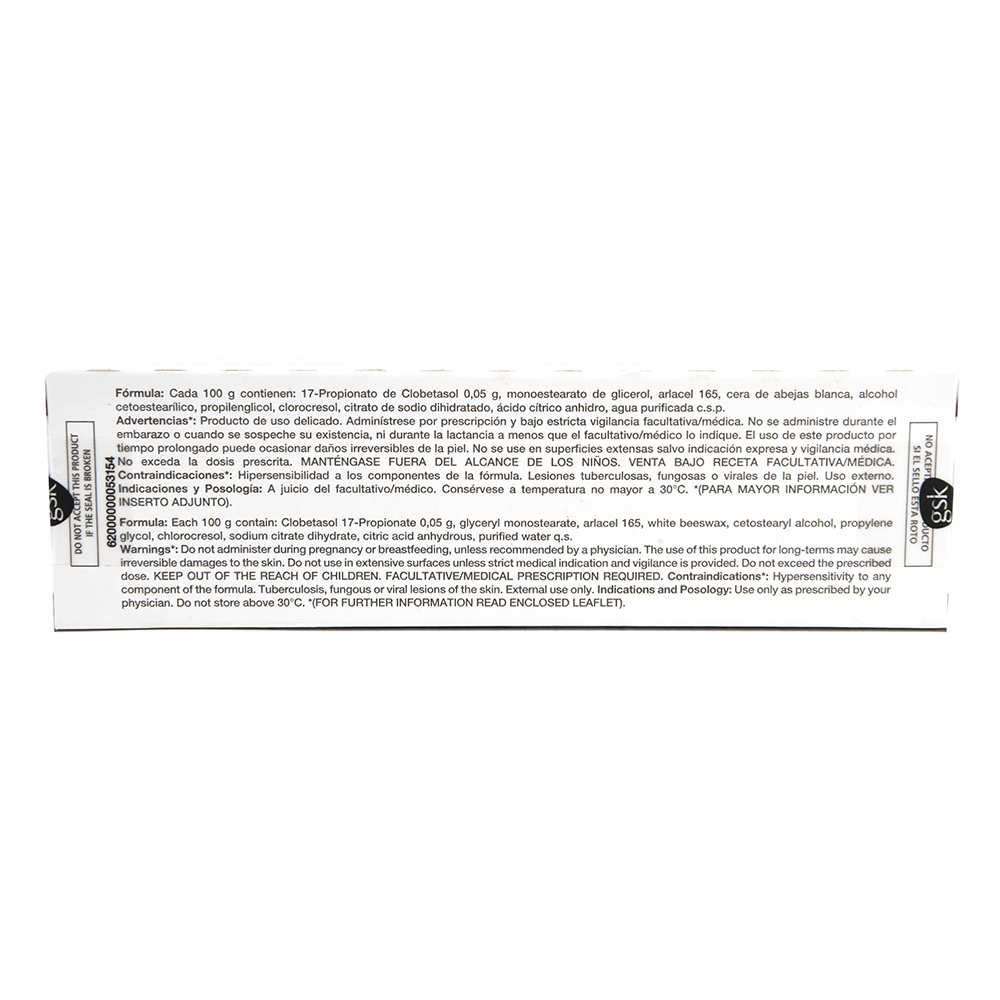 Fórmula: Cada 100 g contienen: 17-Propionato de Clobetasol 0,05 g, monoestearato de glicerol, arlacel 165, cera de abejas blanca, alcohol
cetoestearílico, propilenglicol, clorocresol, citrato de sodio dihidratado, ácido cítrico anhidro, agua purificada c.s.p.
Advertencias*: Producto de uso delicado. Adminístrese por prescripción y bajo estricta vigilancia facultativa/médica. No se administre durante el
embarazo o cuando se sospeche su existencia, ni durante la lactancia a menos que el facultativo/médico lo indique. El uso de este producto por
tiempo prolongado puede ocasionar daños irreversibles de la piel. No se use en superficies extensas salvo indicación expresa y vigilancia médica.
No exceda la dosis prescrita. MANTÉNGASE FUERA DEL ALCANCE DE LOS NIÑOS. VENTA BAJO RECETA FACULTATIVA/MÉDICA.
Contraindicaciones*: Hipersensibilidad a los componentes de la fórmula. Lesiones tuberculosas, fungosas o virales de la piel. Uso externo.
Indicaciones y Posología: A juicio del facultativo/médico. Consérvese a temperatura no mayor a 30°C. *(PARA MAYOR INFORMACIÓN VER
INSERTO ADJUNTO).
Formula: Each 100 g contain: Clobetasol 17-Propionate 0,05 g, glyceryl monostearate, arlacel 165, white beeswax, cetostearyl alcohol, propylene
glycol, chlorocresol, sodium citrate dihydrate, citric acid anhydrous, purified water q.s.
Warnings*: Do not administer during pregnancy or breastfeeding, unless recommended by a physician. The use of this product for long-terms may cause
irreversible damages to the skin. Do not use in extensive surfaces unless strict medical indication and vigilance is provided. Do not exceed the prescribed
dose. KEEP OUT OF THE REACH OF CHILDREN. FACULTATIVE/MEDICAL PRESCRIPTION REQUIRED. Contraindications*: Hypersensitivity to any
component of the formula. Tuberculosis, fungous or viral lesions of the skin. External use only. Indications and Posology: Use only as prescribed by your
physician. Do not store above 30°C. *(FOR FURTHER INFORMATION READ ENCLOSED LEAFLET).
gsk
DO NOT ACCEPT THIS PRODUCT
IF THE SEAL IS BROKEN
62000000053154
NO ACEPT
DUCTO
SI EL SELLO ESTA ROTO
gsk